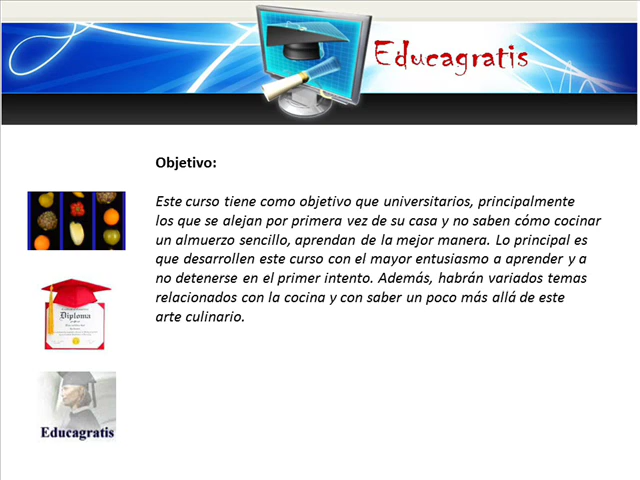 Educagratis
Objetivo:
Este curso tiene como objetivo que universitarios, principalmente
los que se alejan por primera vez de su casa y no saben cómo cocinar
un almuerzo sencillo, aprendan de la mejor manera. Lo principal es
que desarrollen este curso con el mayor entusiasmo a aprender y a
no detenerse en el primer intento. Además, habrán variados temas
relacionados con la cocina y con saber un poco más allá de este
arte culinario.
Diploma
Educagratis